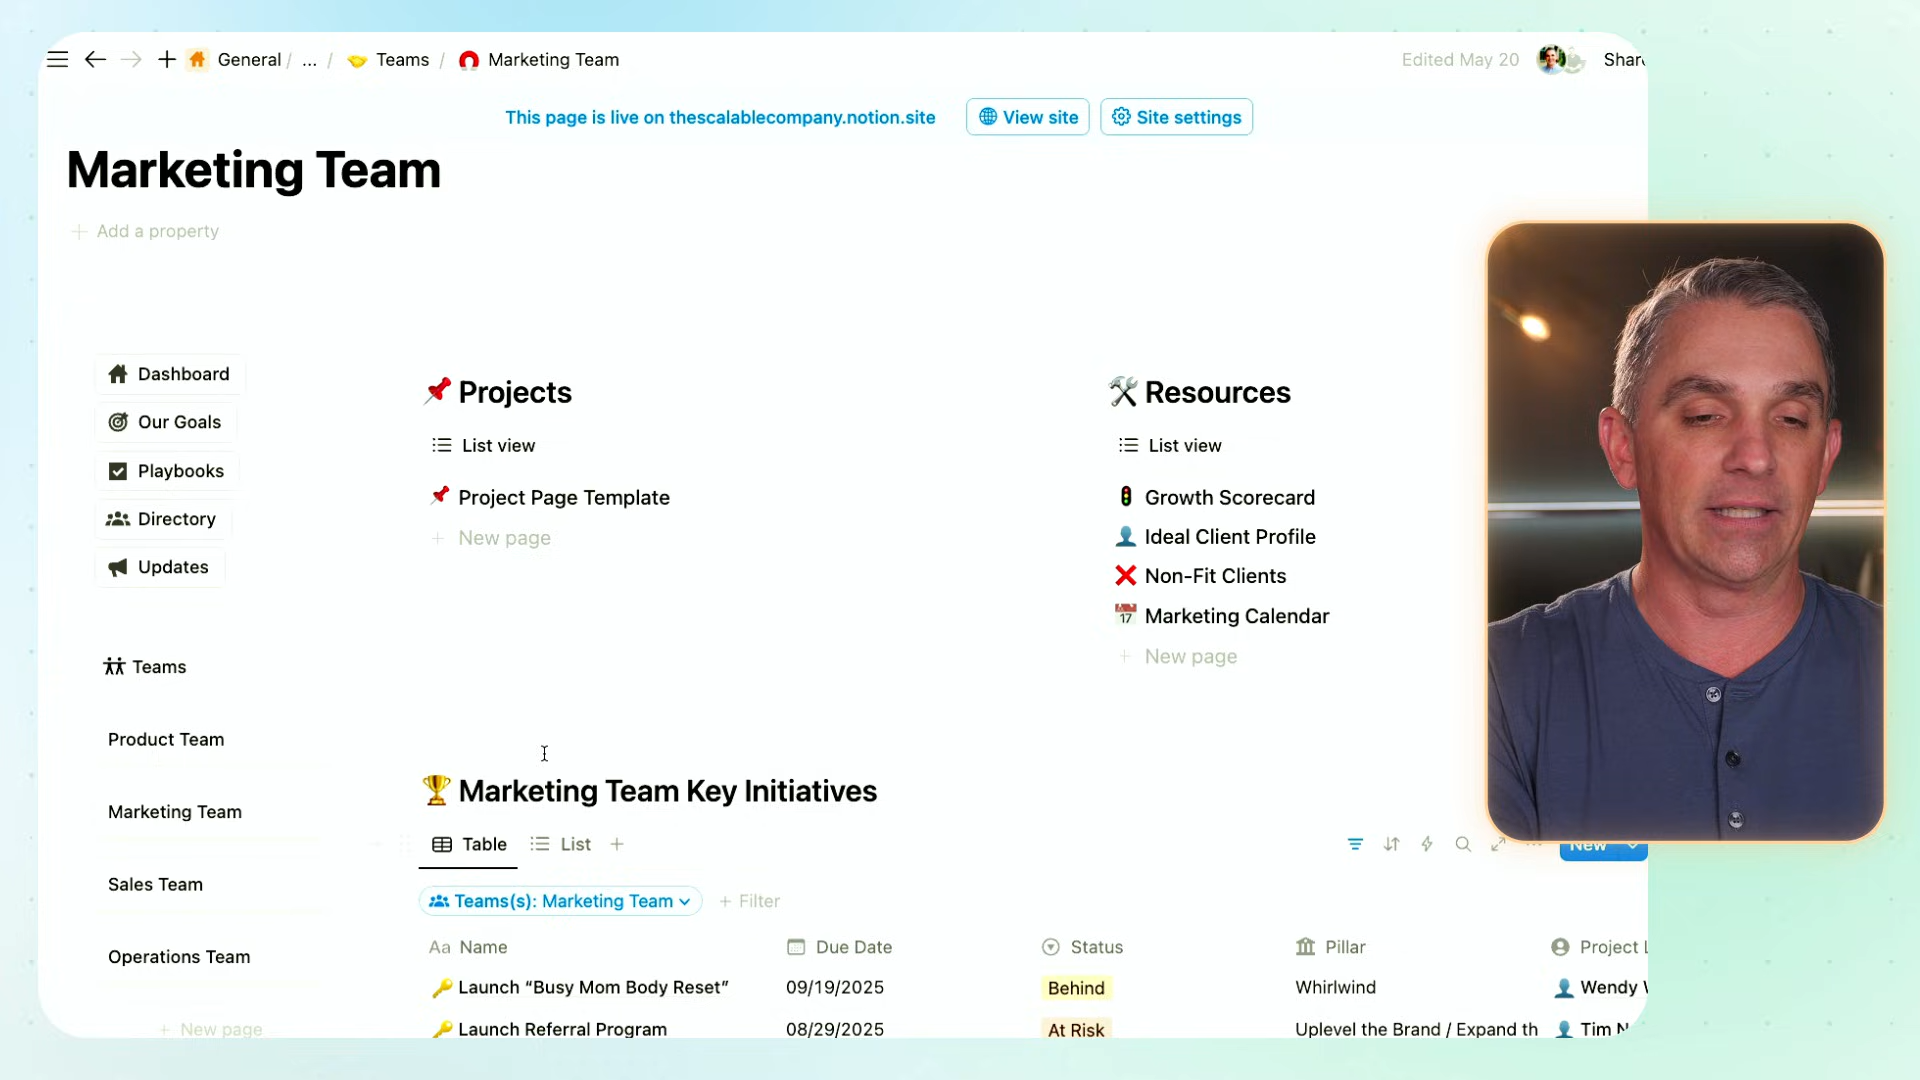 General / ... / Teams / Marketing Team
Edited May 20
This page is live on thescalablecompany.notion.site
View site
Site settings
Marketing Team
Add a property
Dashboard
Our Goals
Playbooks
Directory
Updates
Teams
Product Team
Marketing Team
Sales Team
Operations Team
New page
Projects
List view
Project Page Template
New page
Resources
List view
Growth Scorecard
Ideal Client Profile
Non-Fit Clients
17 Marketing Calendar
New page
Marketing Team Key Initiatives
Table List
New
Teams(s): Marketing Team + Filter
Aa Name Due Date Status Pillar Project
Launch “Busy Mom Body Reset” 09/19/2025 Behind Whirlwind Wendy
Launch Referral Program 08/29/2025 At Risk Uplevel the Brand / Expand th Tim